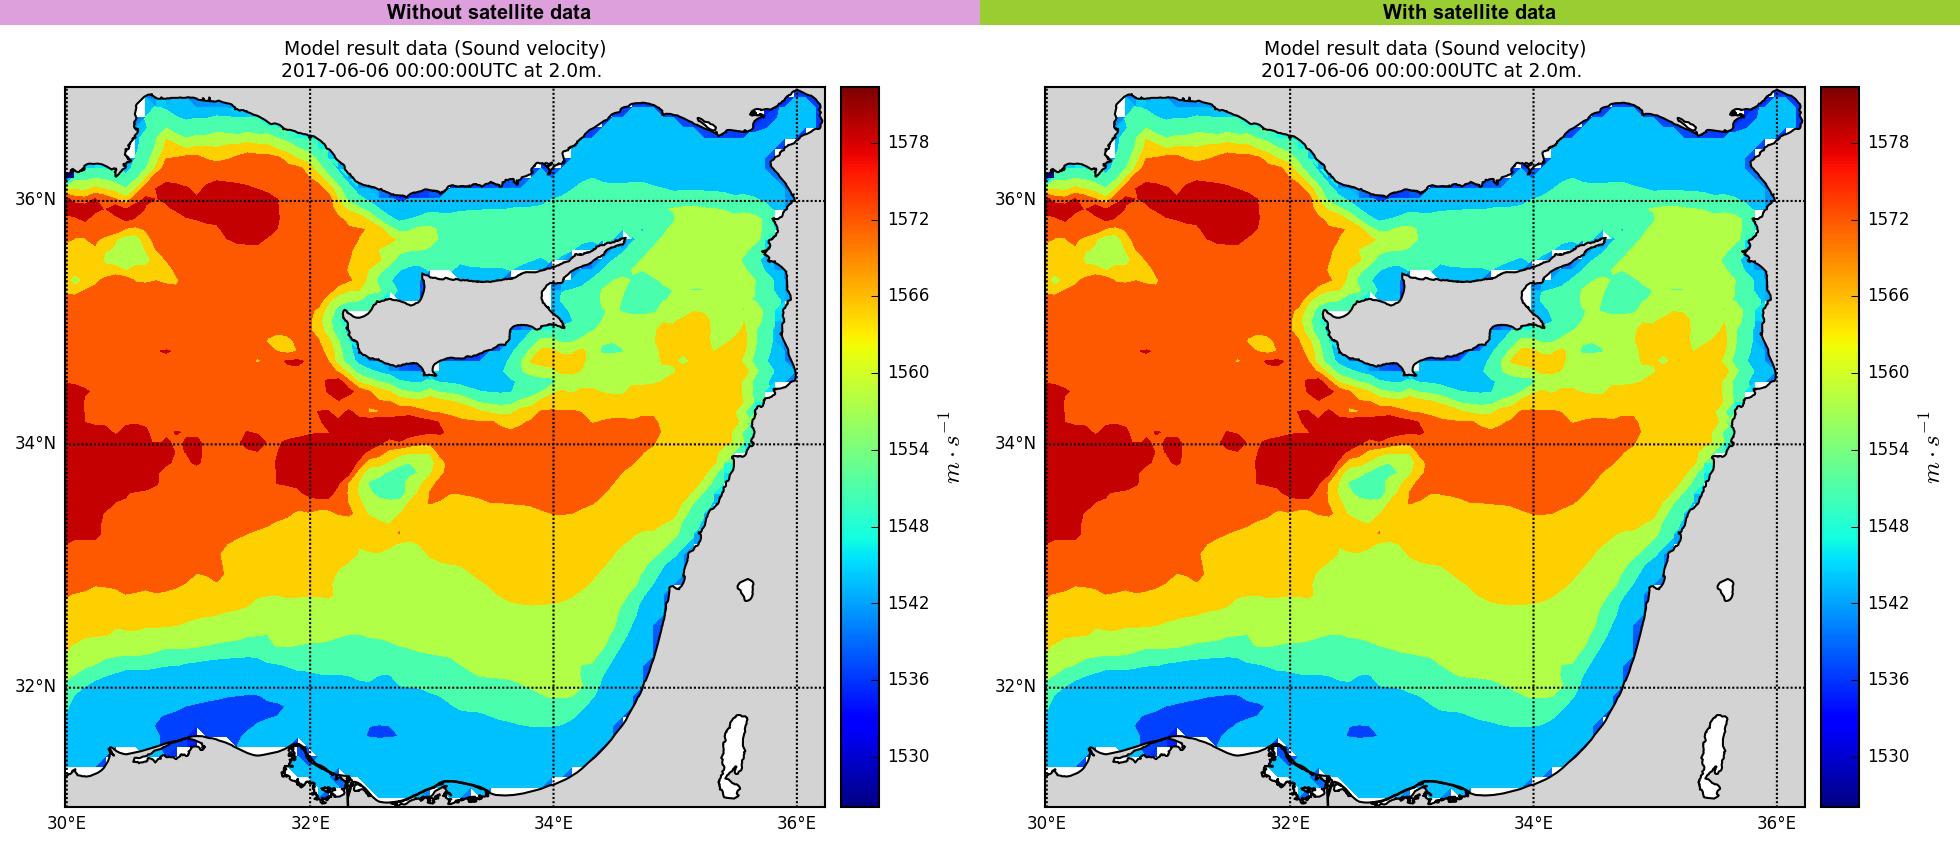 Without satellite data
With satellite data
Model result data (Sound velocity)
2017-06-06 00:00:00UTC at 2.0m.
36°N
34°N
32°N
30°E
32°E
34°E
36°E
1578
1572
1566
1560
1554
1548
1542
1536
1530
m · s⁻¹
Model result data (Sound velocity)
2017-06-06 00:00:00UTC at 2.0m.
36°N
34°N
32°N
30°E
32°E
34°E
36°E
1578
1572
1566
1560
1554
1548
1542
1536
1530
m · s⁻¹